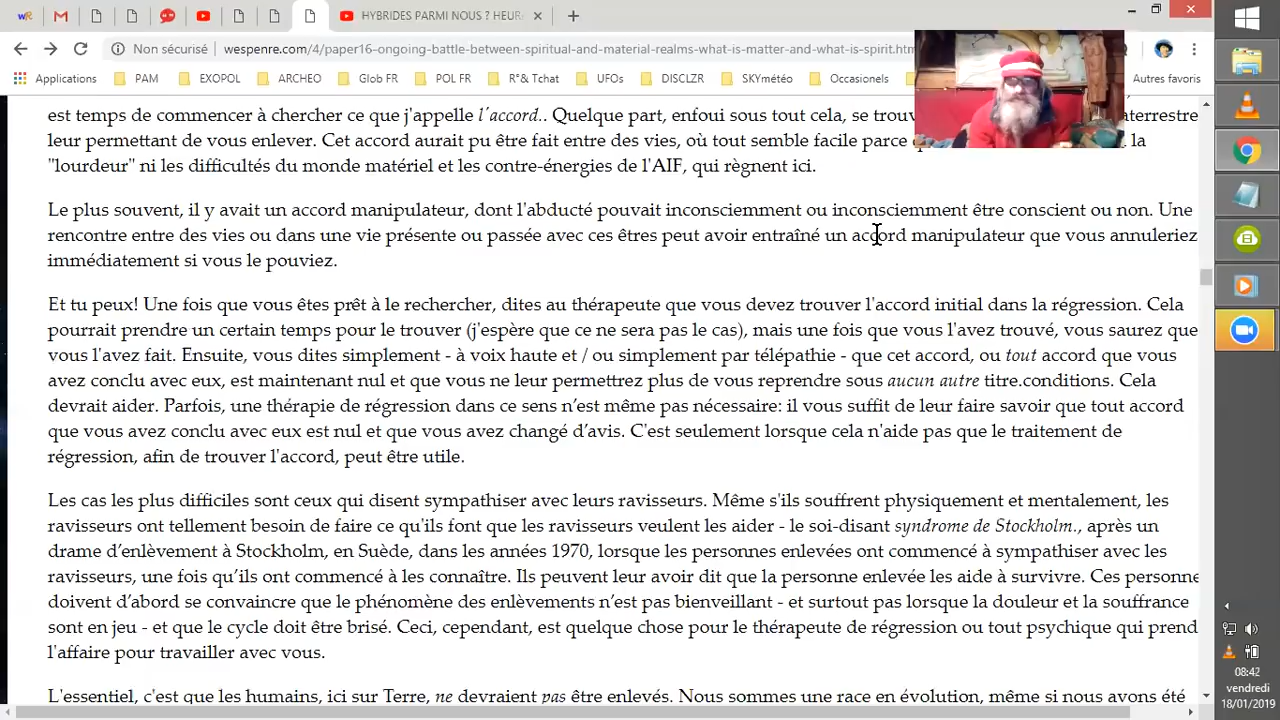 HYBRIDES PARMI NOUS ? HEUR
Non sécurisé
wespenre.com/4/paper16-ongoing-battle-between-spiritual-and-material-realms-what-is-matter-and-what-is-spirit.htm
Applications PAM EXOPOL ARCHEO Glob FR POL FR R°& Tchat UFOs DISCLZR SKYmétéo Occasionels Autres favoris
est temps de commencer à chercher ce que j'appelle l´accord.. Quelque part, enfoui sous tout cela, se trouv
leur permettant de vous enlever. Cet accord aurait pu être fait entre des vies, où tout semble facile parce la
"lourdeur" ni les difficultés du monde matériel et les contre-energies de l'AIF, qui règnent ici.
Le plus souvent, il y avait un accord manipulateur, dont l'abducté pouvait inconsciemment ou inconsciemment être conscient ou non. Une
rencontre entre des vies ou dans une vie présente ou passée avec ces êtres peut avoir entraîné un accord manipulateur que vous annuleriez
immédiatement si vous le pouviez.
Et tu peux! Une fois que vous êtes prêt à le rechercher, dites au thérapeute que vous devez trouver l'accord initial dans la régression. Cela
pourrait prendre un certain temps pour le trouver (j'espère que ce ne sera pas le cas), mais une fois que vous l'avez trouvé, vous saurez que
vous l'avez fait. Ensuite, vous dites simplement - à voix haute et / ou simplement par télépathie - que cet accord, ou tout accord que vous
avez conclu avec eux, est maintenant nul et que vous ne leur permettrez plus de vous reprendre sous aucun autre titre.conditions. Cela
devrait aider. Parfois, une thérapie de régression dans ce sens n’est même pas nécessaire: il vous suffit de leur faire savoir que tout accord
que vous avez conclu avec eux est nul et que vous avez changé d’avis. C'est seulement lorsque cela n'aide pas que le traitement de
régression, afin de trouver l'accord, peut être utile.
Les cas les plus difficiles sont ceux qui disent sympathiser avec leurs ravisseurs. Même s'ils souffrent physiquement et mentalement, les
ravisseurs ont tellement besoin de faire ce qu'ils font que les ravisseurs veulent les aider - le soi-disant syndrome de Stockholm., après un
drame d’enlèvement à Stockholm, en Suède, dans les années 1970, lorsque les personnes enlevées ont commencé à sympathiser avec les
ravisseurs, une fois qu’ils ont commencé à les connaître. Ils peuvent leur avoir dit que la personne enlevée les aide à survivre. Ces personne
doivent d’abord se convaincre que le phénomène des enlèvements n’est pas bienveillant - et surtout pas lorsque la douleur et la souffrance
sont en jeu - et que le cycle doit être brisé. Ceci, cependant, est quelque chose pour le thérapeute de régression ou tout psychique qui prend
l'affaire pour travailler avec vous.
L'essentiel, c'est que les humains, ici sur Terre, ne devraient pas être enlevés. Nous sommes une race en évolution, même si nous avons été
08:42
vendredi
18/01/2019